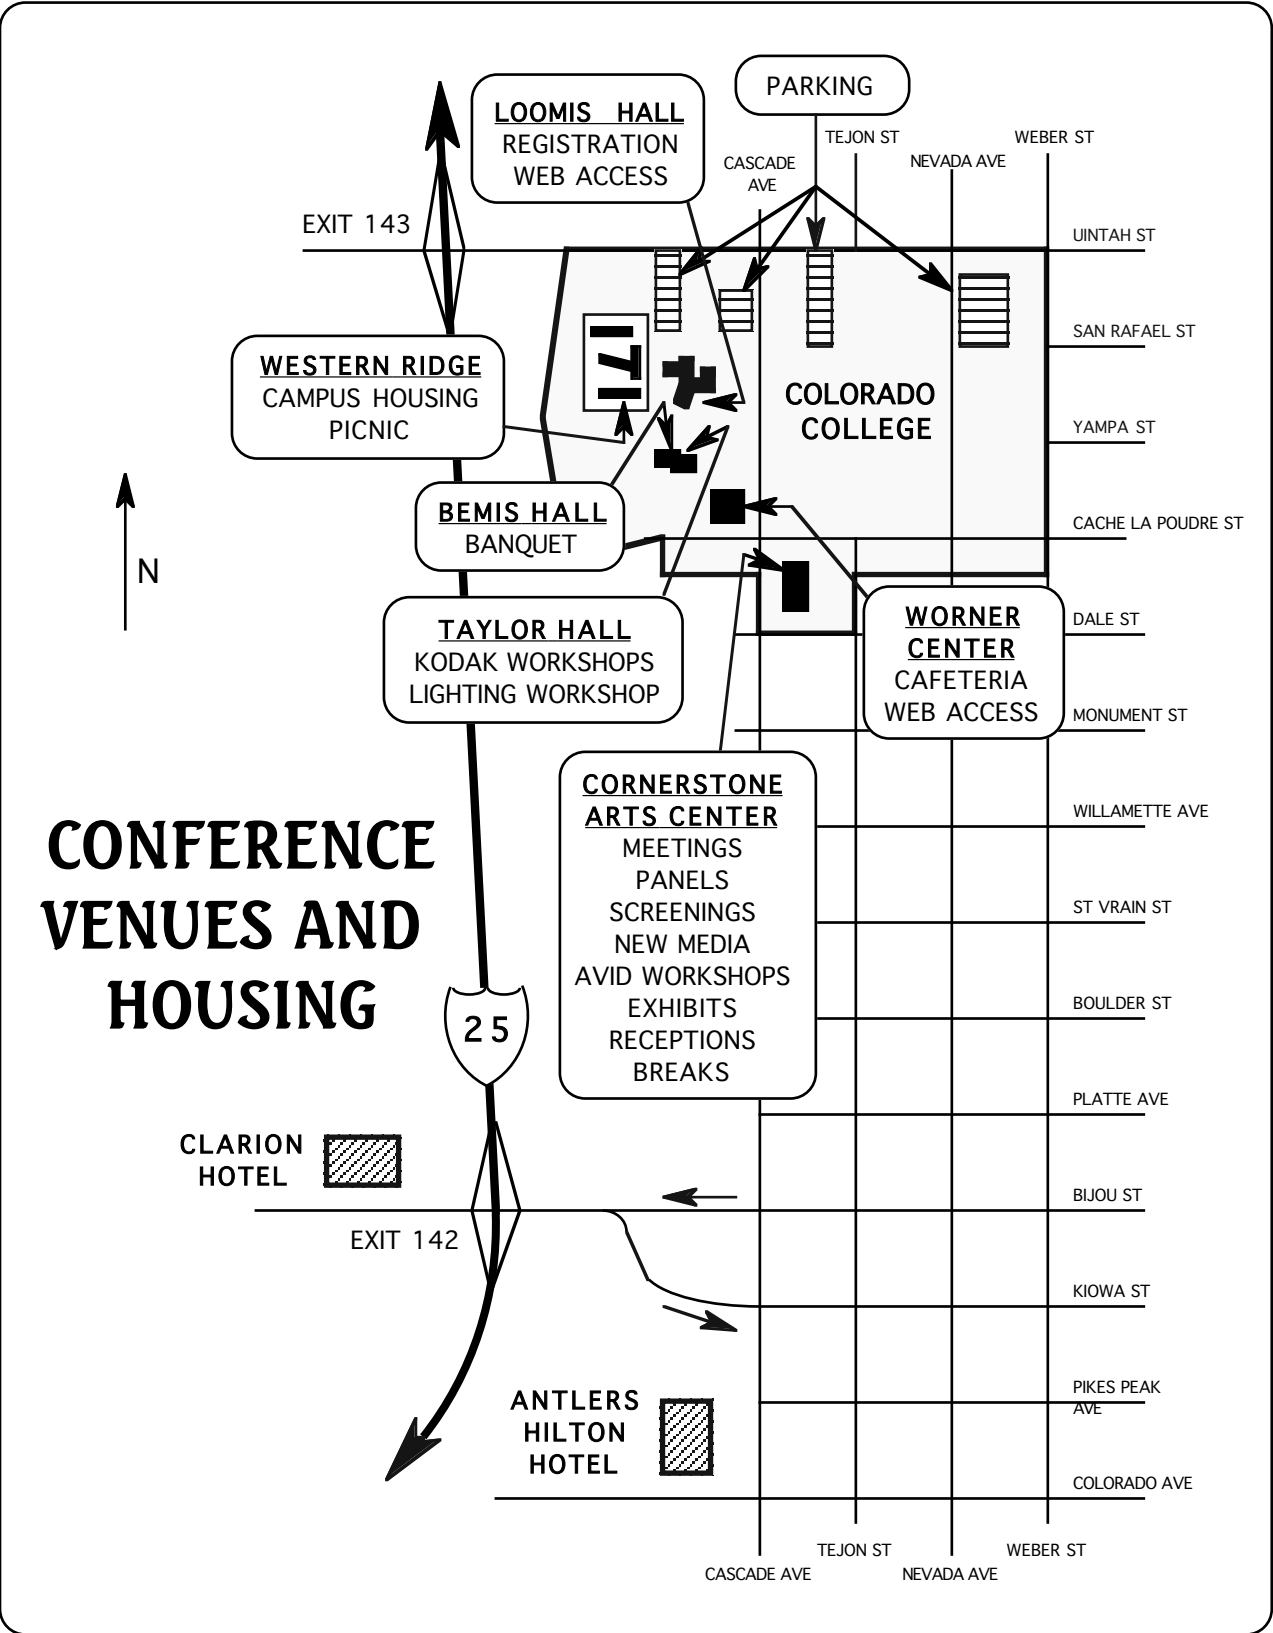 PARKING
LOOMIS HALL
REGISTRATION
WEB ACCESS
TEJON ST
WEBER ST
CASCADE
AVE
NEVADA AVE
EXIT 143
UINTAH ST
SAN RAFAEL ST
WESTERN RIDGE
CAMPUS HOUSING
PICNIC
COLORADO
COLLEGE
YAMPA ST
BEMIS HALL
BANQUET
CACHE LA POUDRE ST
N
TAYLOR HALL
KODAK WORKSHOPS
LIGHTING WORKSHOP
WORNER
CENTER
CAFETERIA
WEB ACCESS
DALE ST
MONUMENT ST
CORNERSTONE
ARTS CENTER
MEETINGS
PANELS
SCREENINGS
NEW MEDIA
AVID WORKSHOPS
EXHIBITS
RECEPTIONS
BREAKS
WILLAMETTE AVE
CONFERENCE
VENUES AND
HOUSING
ST VRAIN ST
25
BOULDER ST
PLATTE AVE
CLARION
HOTEL
BIJOU ST
EXIT 142
KIOWA ST
ANTLERS
HILTON
HOTEL
PIKES PEAK
AVE
COLORADO AVE
TEJON ST
WEBER ST
CASCADE AVE
NEVADA AVE